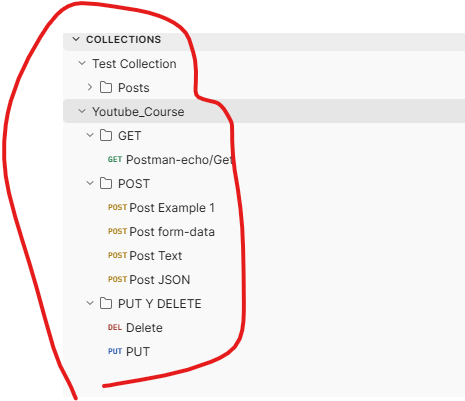 COLLECTIONS
Test Collection
Posts
Youtube_Course
GET
GET Postman-echo/Get
POST
POST Post Example 1
POST Post form-data
POST Post Text
POST Post JSON
PUT Y DELETE
DEL Delete
PUT PUT